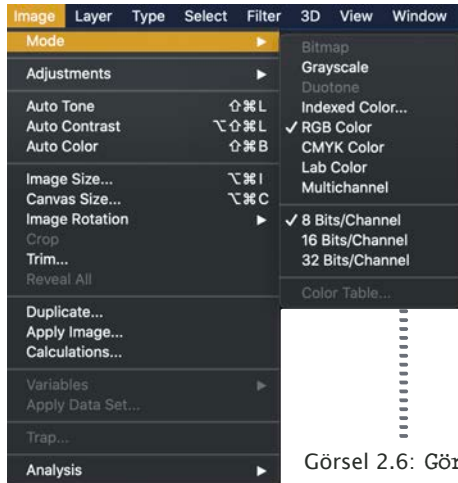 Image Layer Type Select Filter 3D View Window
Mode
Adjustments
Auto Tone ⇧⌘L
Auto Contrast ⌥⇧⌘L
Auto Color ⇧⌘B
Image Size... ⌥⌘I
Canvas Size... ⌥⌘C
Image Rotation
Crop
Trim...
Reveal All
Duplicate...
Apply Image...
Calculations...
Variables
Apply Data Set...
Trap...
Analysis
Bitmap
Grayscale
Duotone
Indexed Color...
✓ RGB Color
CMYK Color
Lab Color
Multichannel
✓ 8 Bits/Channel
16 Bits/Channel
32 Bits/Channel
Color Table...
Görsel 2.6: Gör